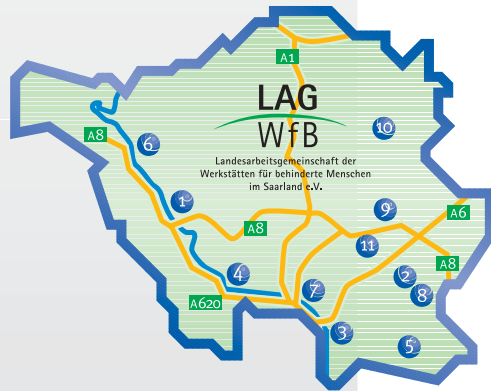 A1
LAG
WfB
Landesarbeitsgemeinschaft der
Werkstätten für behinderte Menschen
im Saarland e.V.
10
A8
6
1
9
A6
A8
11
A8
4
2
7
8
A620
3
5